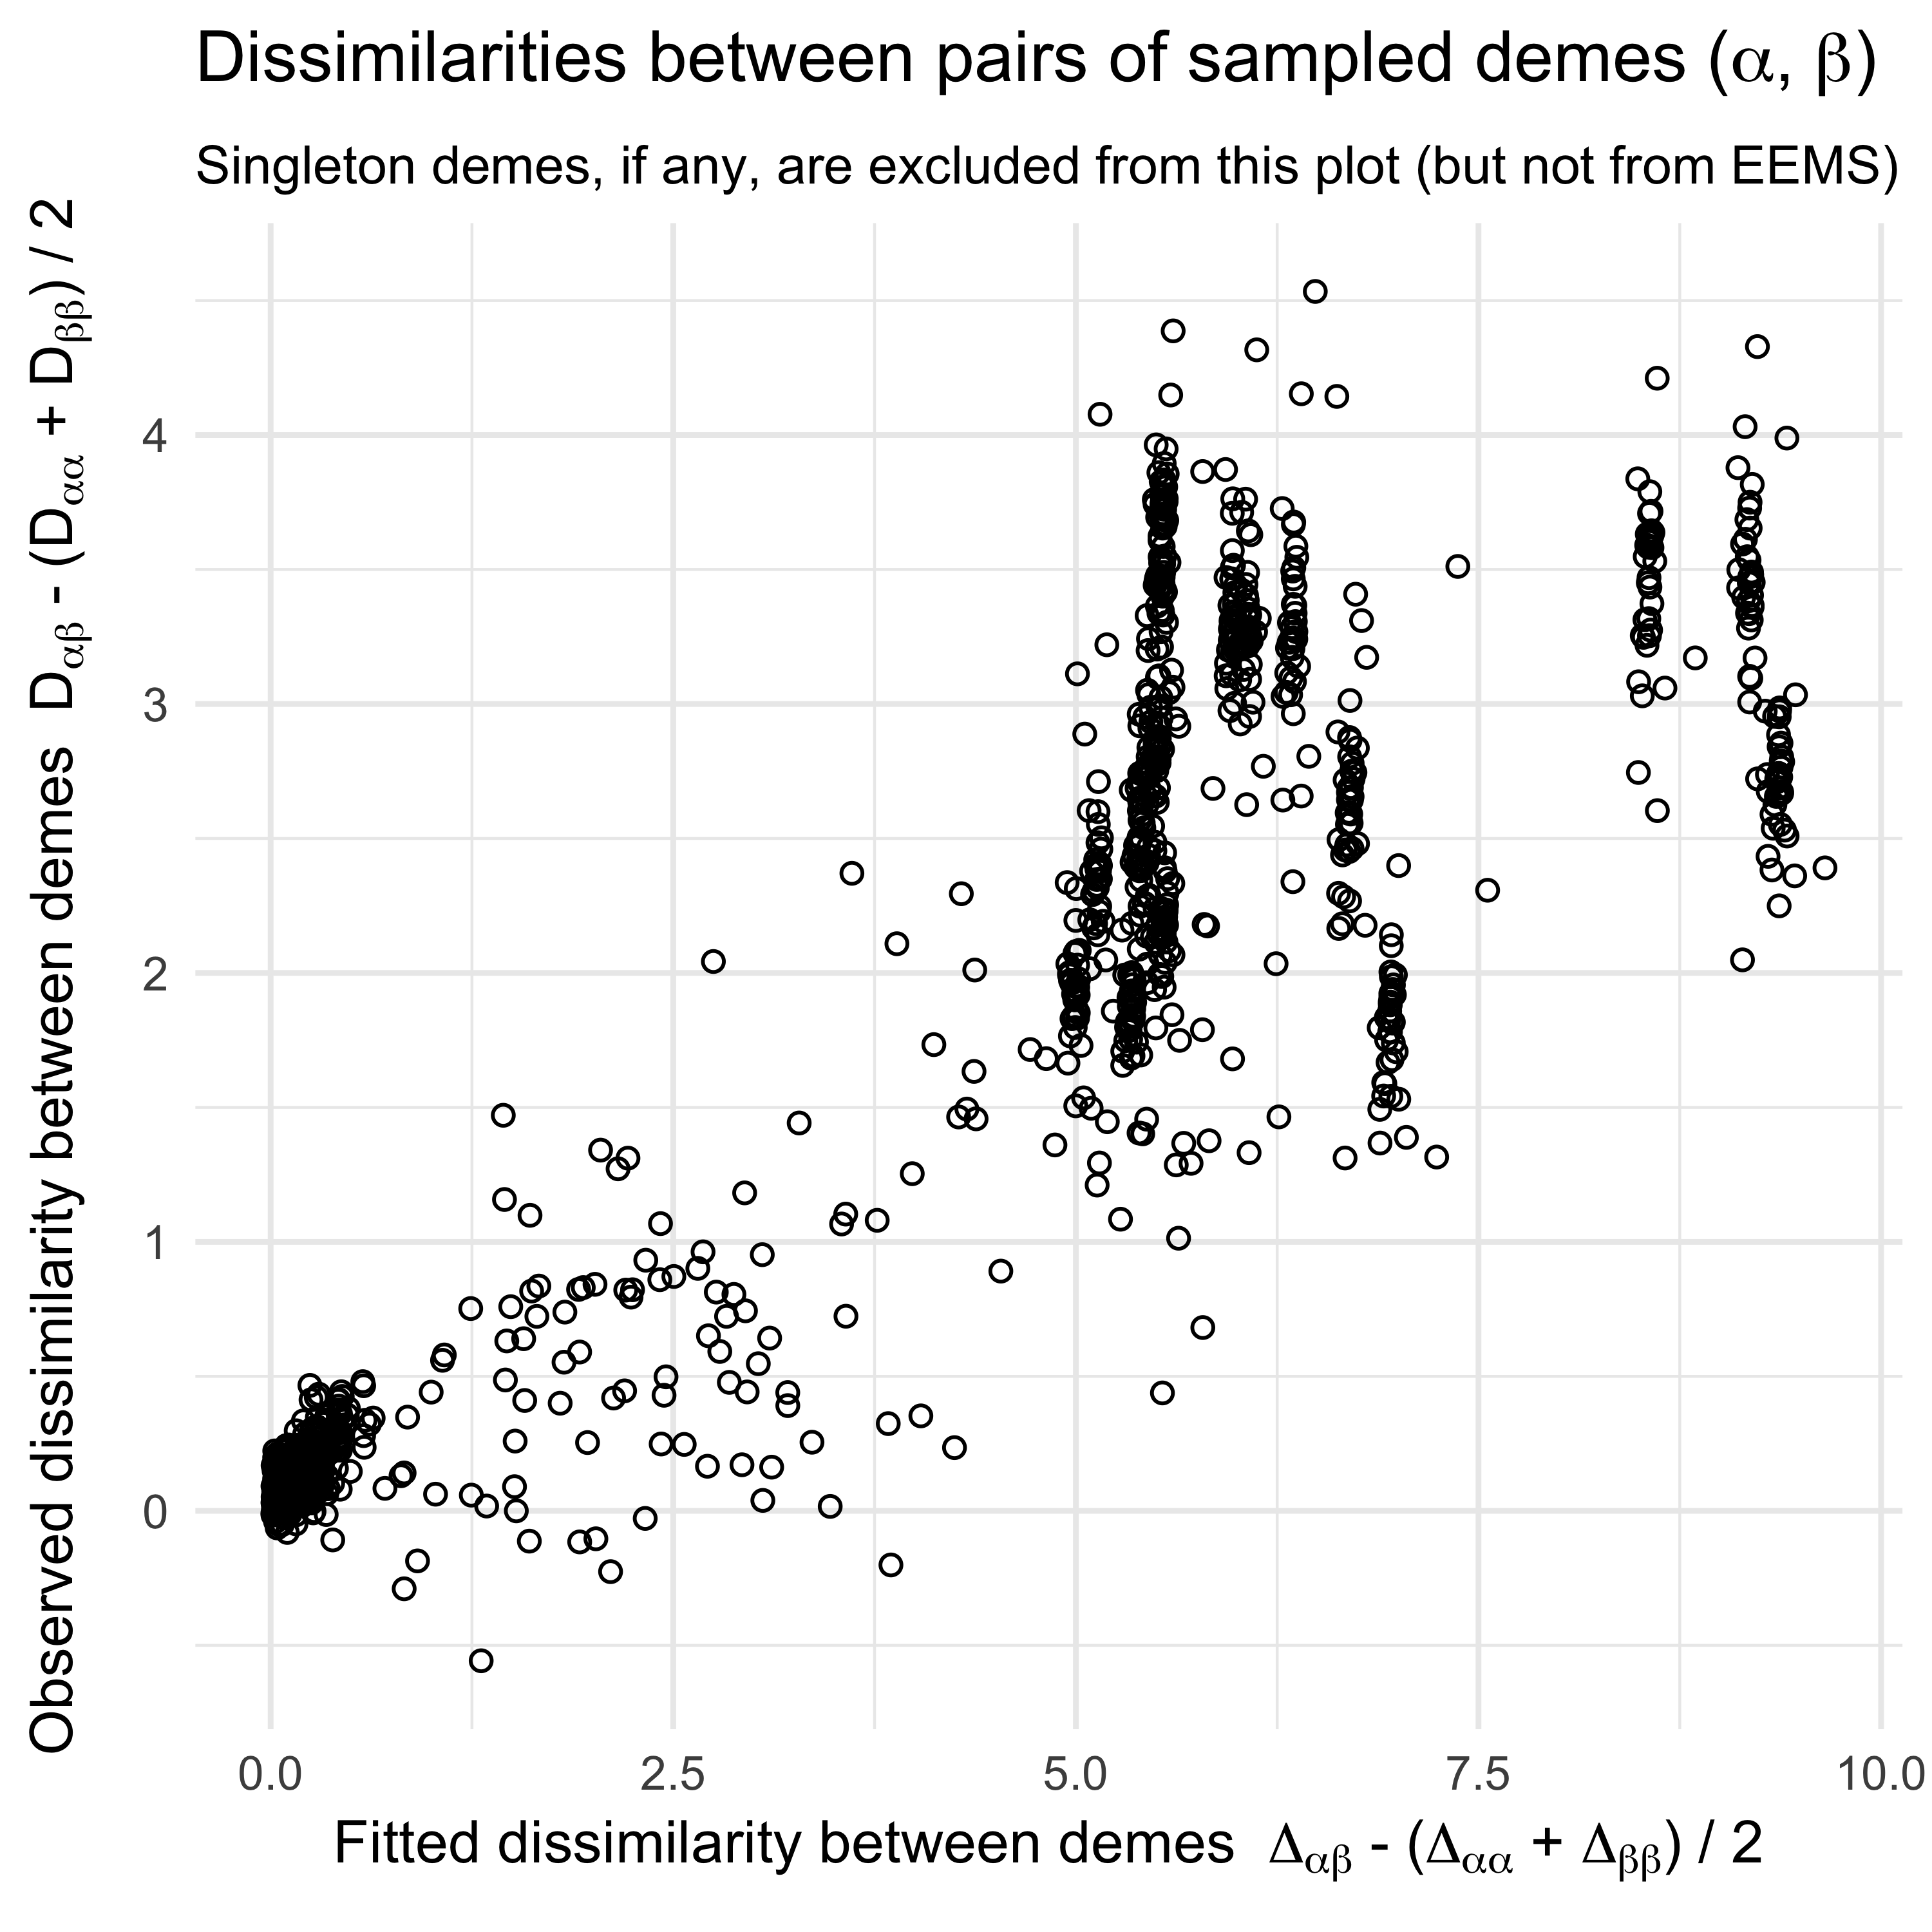 Dissimilarities between pairs of sampled demes (α, β)
Singleton demes, if any, are excluded from this plot (but not from EEMS)
Observed dissimilarity between demes D_αβ - (D_αα + D_ββ) / 2
4
3
2
1
0
0.0 2.5 5.0 7.5 10.0
Fitted dissimilarity between demes Δ_αβ - (Δ_αα + Δ_ββ) / 2